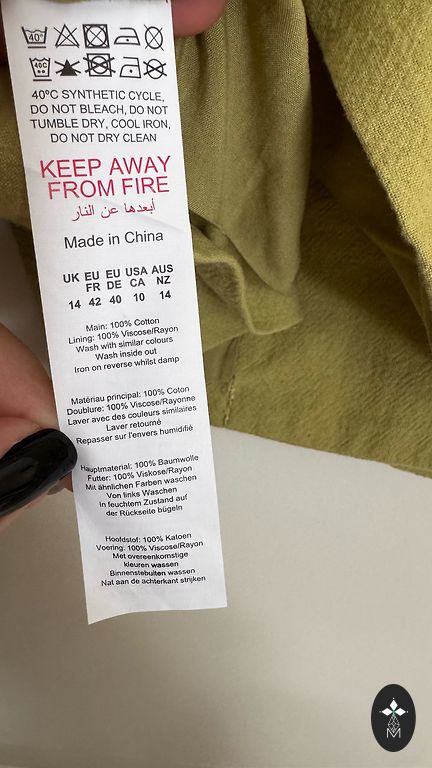 40°
40C
40°C SYNTHETIC CYCLE,
DO NOT BLEACH, DO NOT
TUMBLE DRY, COOL IRON,
DO NOT DRY CLEAN
KEEP AWAY
FROM FIRE
أبعدها عن النار
Made in China
UK EU EU USA AUS
FR DE CA NZ
14 42 40 10 14
Main: 100% Cotton
Lining: 100% Viscose/Rayon
Wash with similar colours
Wash inside out
Iron on reverse whilst damp
Matériau principal: 100% Coton
Doublure: 100% Viscose/Rayonne
Laver avec des couleurs similaires
Laver retourné
Repasser sur l'envers humidifié
Hauptmaterial: 100% Baumwolle
Futter: 100% Viskose/Rayon
Mit ähnlichen Farben waschen
Von links Waschen
in feuchtem Zustand auf
der Rückseite bügeln
Hoofdstof: 100% Katoen
Voering: 100% Viscose/Rayon
Met overeenkomstige
kleuren wassen
Binnenstebuiten wassen
Nat aan de achterkant strijken
M